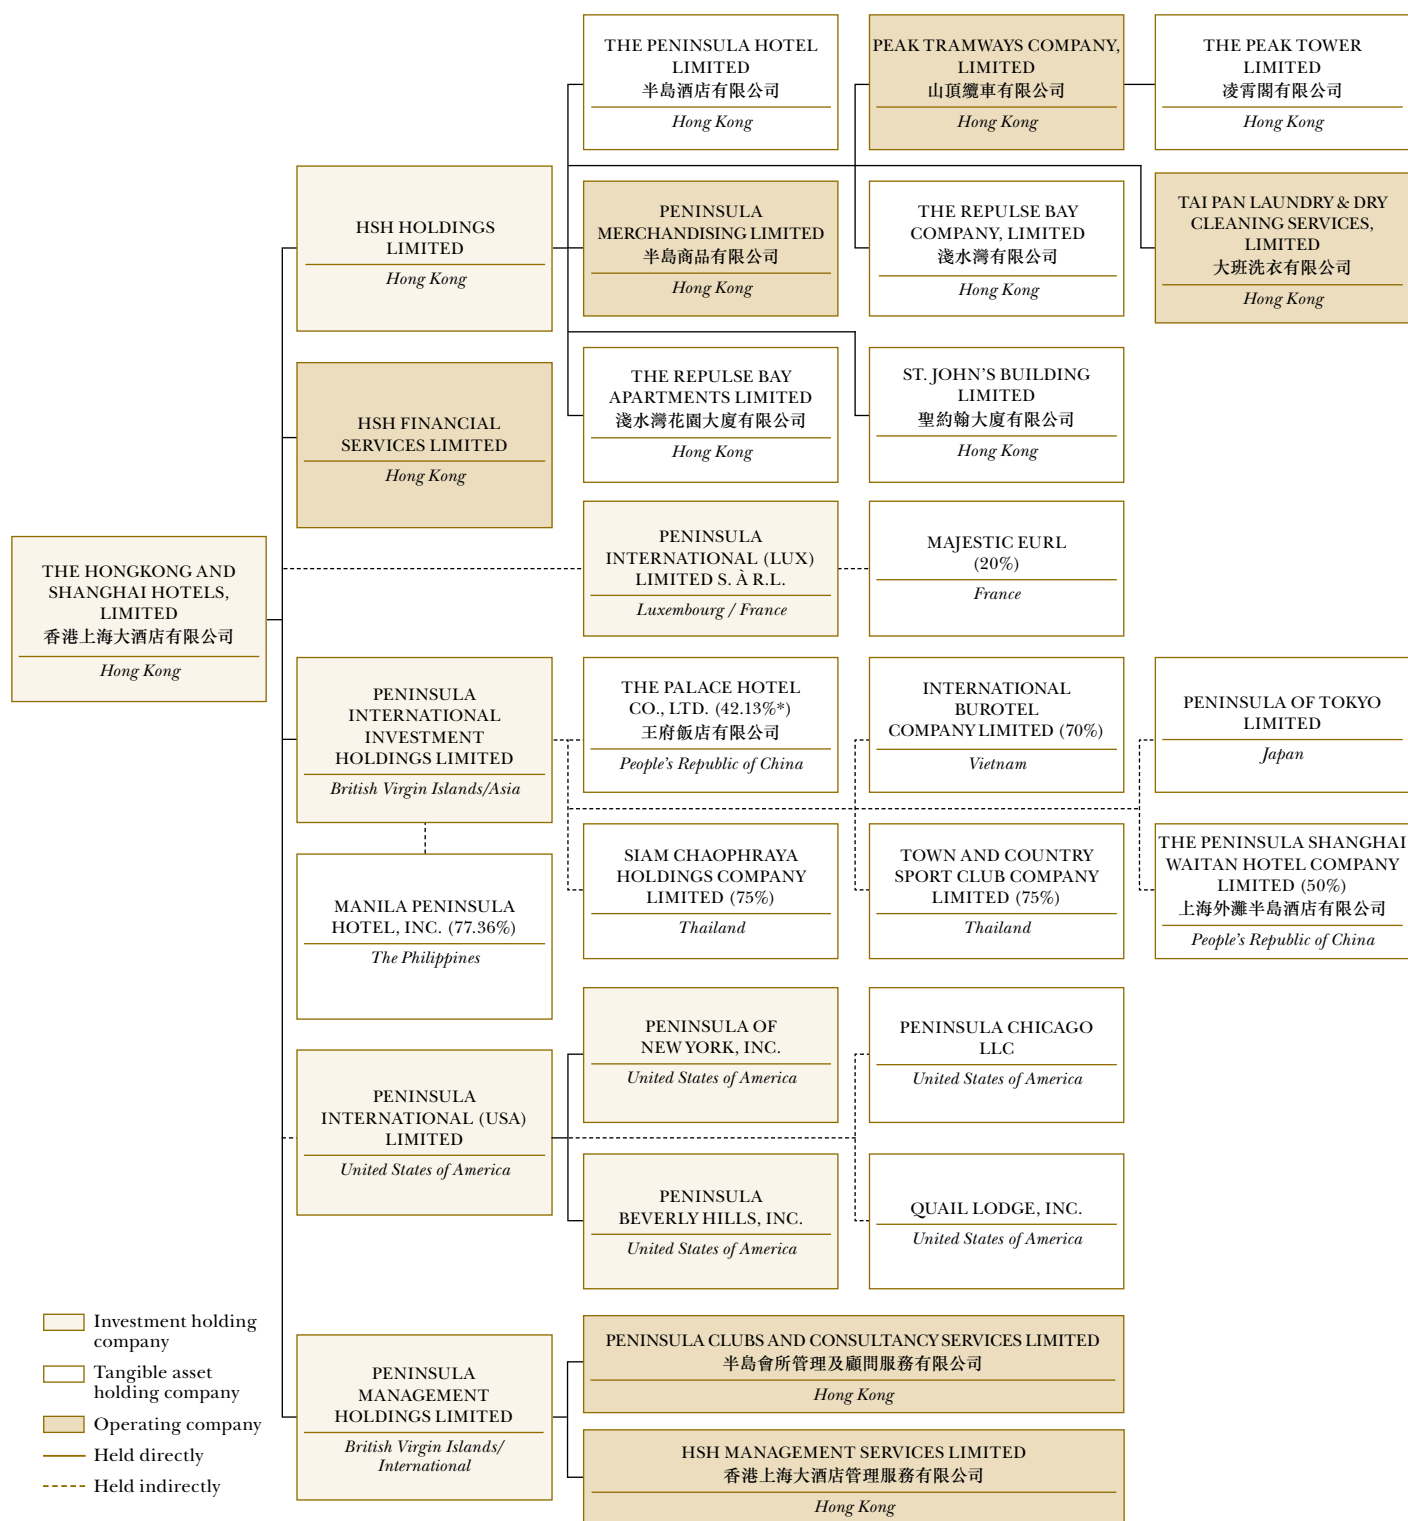 THE PENINSULA HOTEL
LIMITED
半島酒店有限公司
Hong Kong
PEAK TRAMWAYS COMPANY,
LIMITED
山頂纜車有限公司
Hong Kong
THE PEAK TOWER
LIMITED
凌霄閣有限公司
Hong Kong
HSH HOLDINGS
LIMITED
Hong Kong
PENINSULA
MERCHANDISING LIMITED
半島商品有限公司
Hong Kong
THE REPULSE BAY
COMPANY, LIMITED
淺水灣有限公司
Hong Kong
TAI PAN LAUNDRY & DRY
CLEANING SERVICES,
LIMITED
大班洗衣有限公司
Hong Kong
HSH FINANCIAL
SERVICES LIMITED
Hong Kong
THE REPULSE BAY
APARTMENTS LIMITED
淺水灣花園大廈有限公司
Hong Kong
ST. JOHN'S BUILDING
LIMITED
聖約翰大廈有限公司
Hong Kong
THE HONGKONG AND
SHANGHAI HOTELS,
LIMITED
香港上海大酒店有限公司
Hong Kong
PENINSULA
INTERNATIONAL (LUX)
LIMITED S. À R.L.
Luxembourg / France
MAJESTIC EURL
(20%)
France
PENINSULA
INTERNATIONAL
INVESTMENT
HOLDINGS LIMITED
British Virgin Islands/Asia
THE PALACE HOTEL
CO., LTD. (42.13%*)
王府飯店有限公司
People's Republic of China
INTERNATIONAL
BUROTEL
COMPANY LIMITED (70%)
Vietnam
PENINSULA OF TOKYO
LIMITED
Japan
MANILA PENINSULA
HOTEL, INC. (77.36%)
The Philippines
SIAM CHAOPHRAYA
HOLDINGS COMPANY
LIMITED (75%)
Thailand
TOWN AND COUNTRY
SPORT CLUB COMPANY
LIMITED (75%)
Thailand
THE PENINSULA SHANGHAI
WAITAN HOTEL COMPANY
LIMITED (50%)
上海外灘半島酒店有限公司
People's Republic of China
PENINSULA
INTERNATIONAL (USA)
LIMITED
United States of America
PENINSULA OF
NEW YORK, INC.
United States of America
PENINSULA CHICAGO
LLC
United States of America
PENINSULA
BEVERLY HILLS, INC.
United States of America
QUAIL LODGE, INC.
United States of America
PENINSULA
MANAGEMENT
HOLDINGS LIMITED
British Virgin Islands/
International
PENINSULA CLUBS AND CONSULTANCY SERVICES LIMITED
半島會所管理及顧問服務有限公司
Hong Kong
HSH MANAGEMENT SERVICES LIMITED
香港上海大酒店管理服務有限公司
Hong Kong
Investment holding
company
Tangible asset
holding company
Operating company
Held directly
Held indirectly